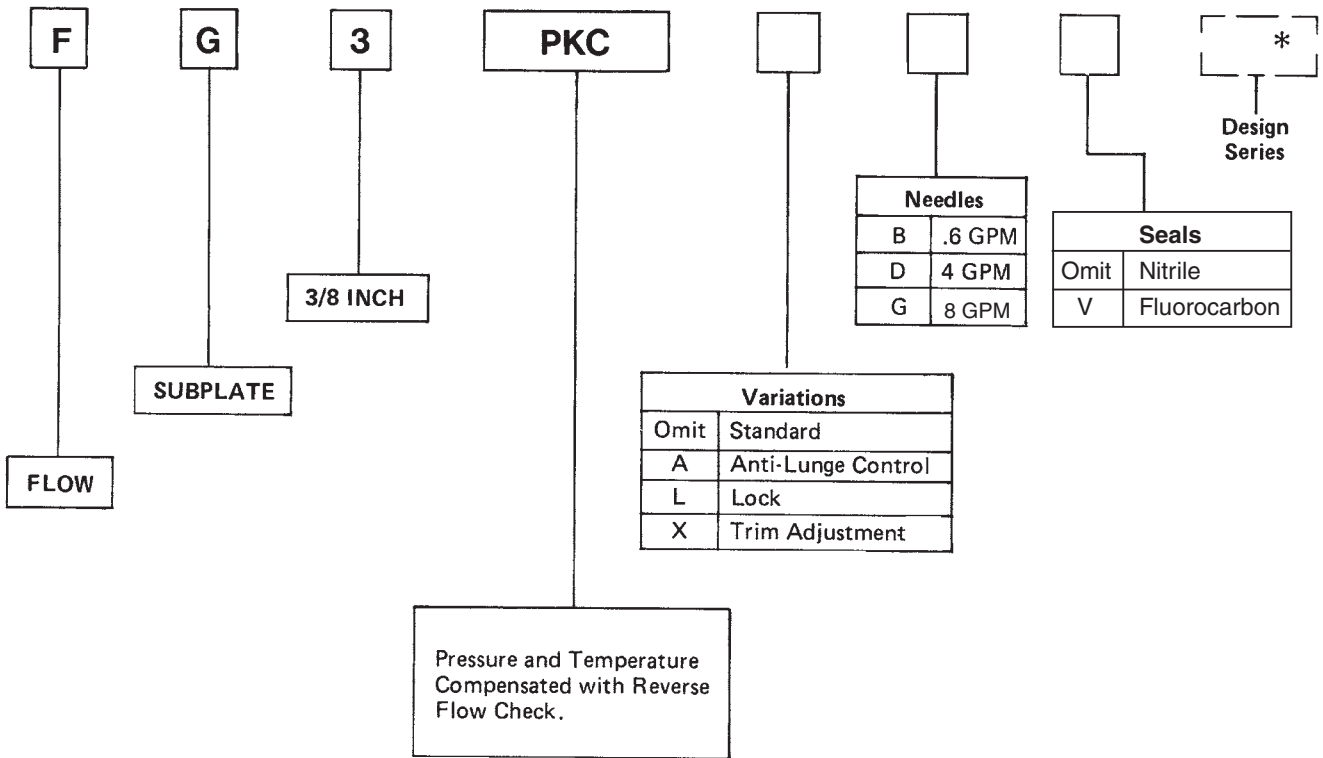 F G 3 PKC *
Design
Series
Needles
B .6 GPM
D 4 GPM
G 8 GPM
Seals
Omit Nitrile
V Fluorocarbon
3/8 INCH
SUBPLATE
Variations
Omit Standard
A Anti-Lunge Control
L Lock
X Trim Adjustment
FLOW
Pressure and Temperature
Compensated with Reverse
Flow Check.